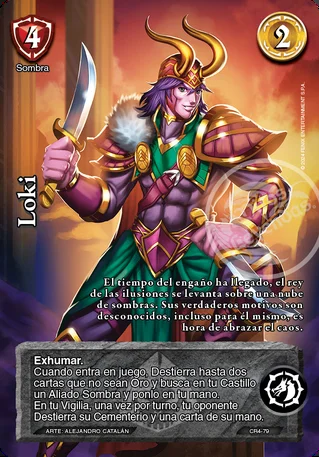 4
2
Sombra
Loki
©2024 REBIX ENTERTAINMENT S.P.A.
El tiempo del engaño ha llegado, el rey
de las ilusiones se levanta sobre una nube
de sombras. Sus verdaderos motivos son
desconocidos, incluso para él mismo, es
hora de abrazar el caos.
Exhumar.
Cuando entra en juego, Destierra hasta dos
cartas que no sean Oro y busca en tu Castillo
un Aliado Sombra y ponlo en tu mano.
En tu Vigilia, una vez por turno, tu oponente
Destierra su Cementerio y una carta de su mano.
ARTE: ALEJANDRO CATALÁN
CR4-79